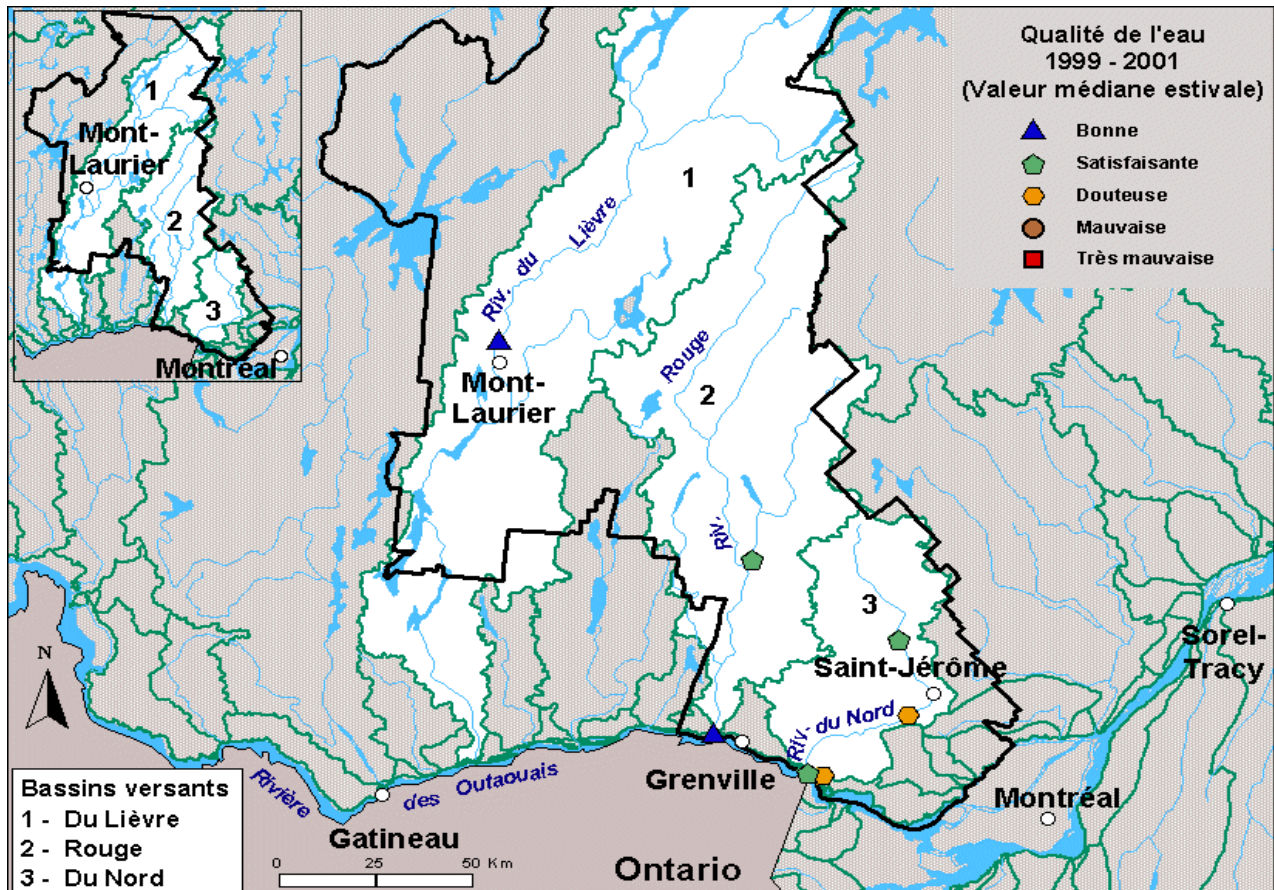 1
Mont-
Laurier
2
3
Montréal
Qualité de l'eau
1999 - 2001
(Valeur médiane estivale)
Bonne
Satisfaisante
Douteuse
Mauvaise
Très mauvaise
1
Riv. du Lièvre
Mont-
Laurier
Riv. Rouge
2
3
Saint-Jérôme
Riv. du Nord
Sorel-
Tracy
N
Grenville
Montréal
Rivière des Outaouais
Gatineau
Ontario
0 25 50 Km
Bassins versants
1 - Du Lièvre
2 - Rouge
3 - Du Nord